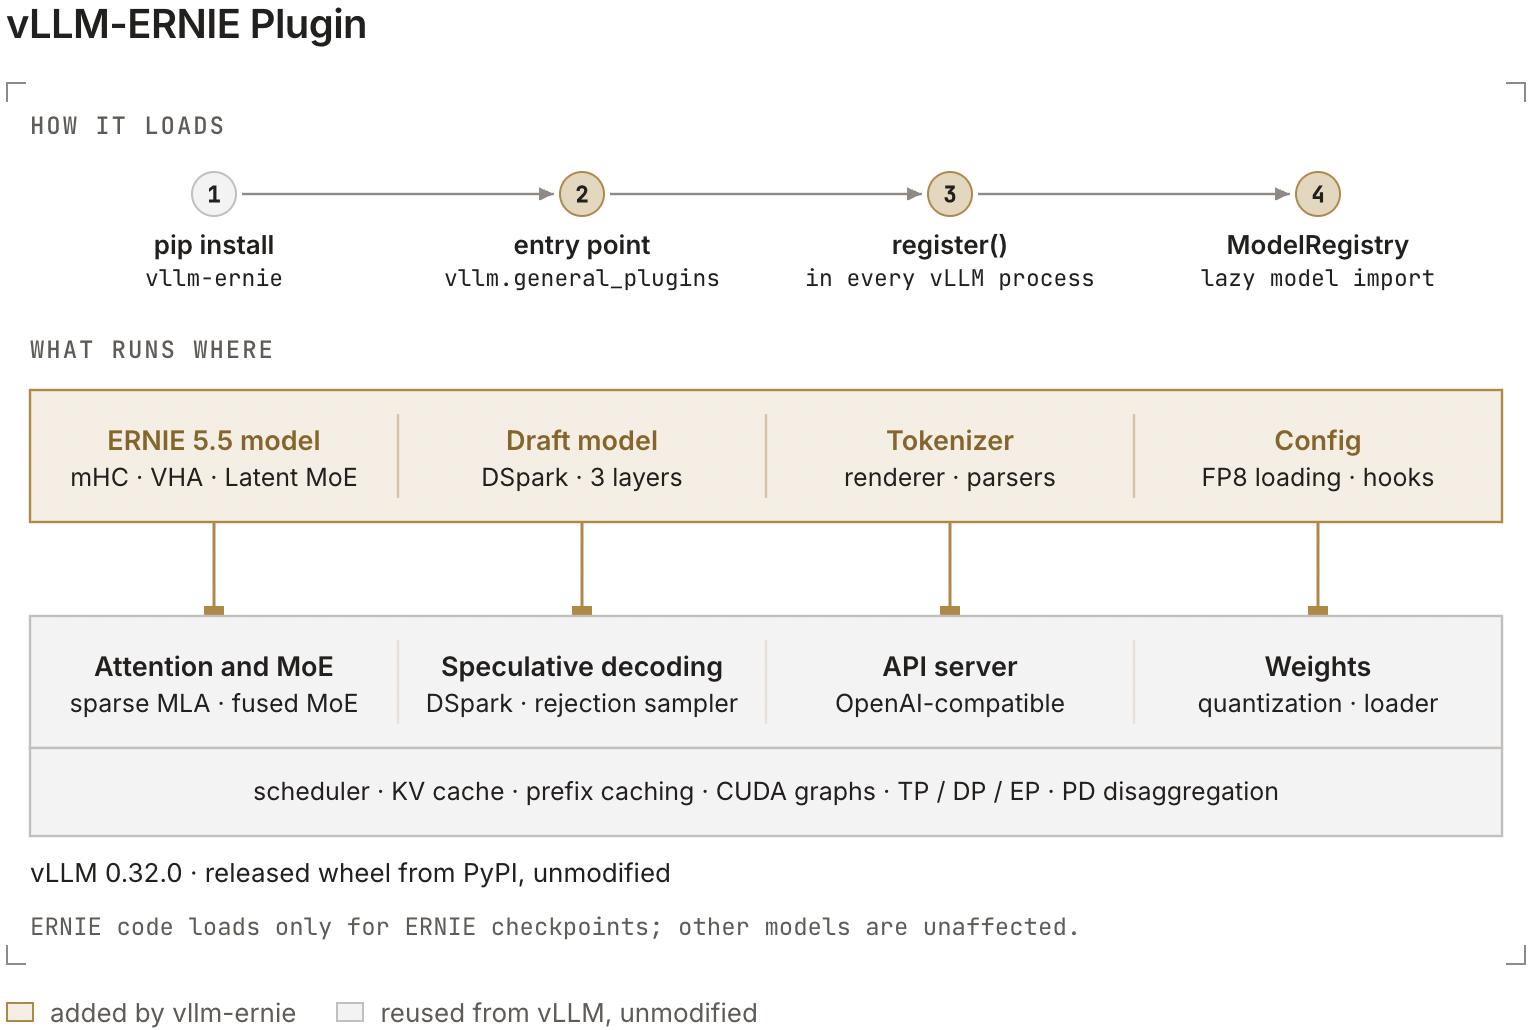 vLLM-ERNIE Plugin
HOW IT LOADS
1
2
3
4
pip install
vllm-ernie
entry point
vllm.general_plugins
register()
in every vLLM process
ModelRegistry
lazy model import
WHAT RUNS WHERE
ERNIE 5.5 model
mHC · VHA · Latent MoE
Draft model
DSpark · 3 layers
Tokenizer
renderer · parsers
Config
FP8 loading · hooks
Attention and MoE
sparse MLA · fused MoE
Speculative decoding
DSpark · rejection sampler
API server
OpenAI-compatible
Weights
quantization · loader
scheduler · KV cache · prefix caching · CUDA graphs · TP / DP / EP · PD disaggregation
vLLM 0.32.0 · released wheel from PyPI, unmodified
ERNIE code loads only for ERNIE checkpoints; other models are unaffected.
added by vllm-ernie
reused from vLLM, unmodified